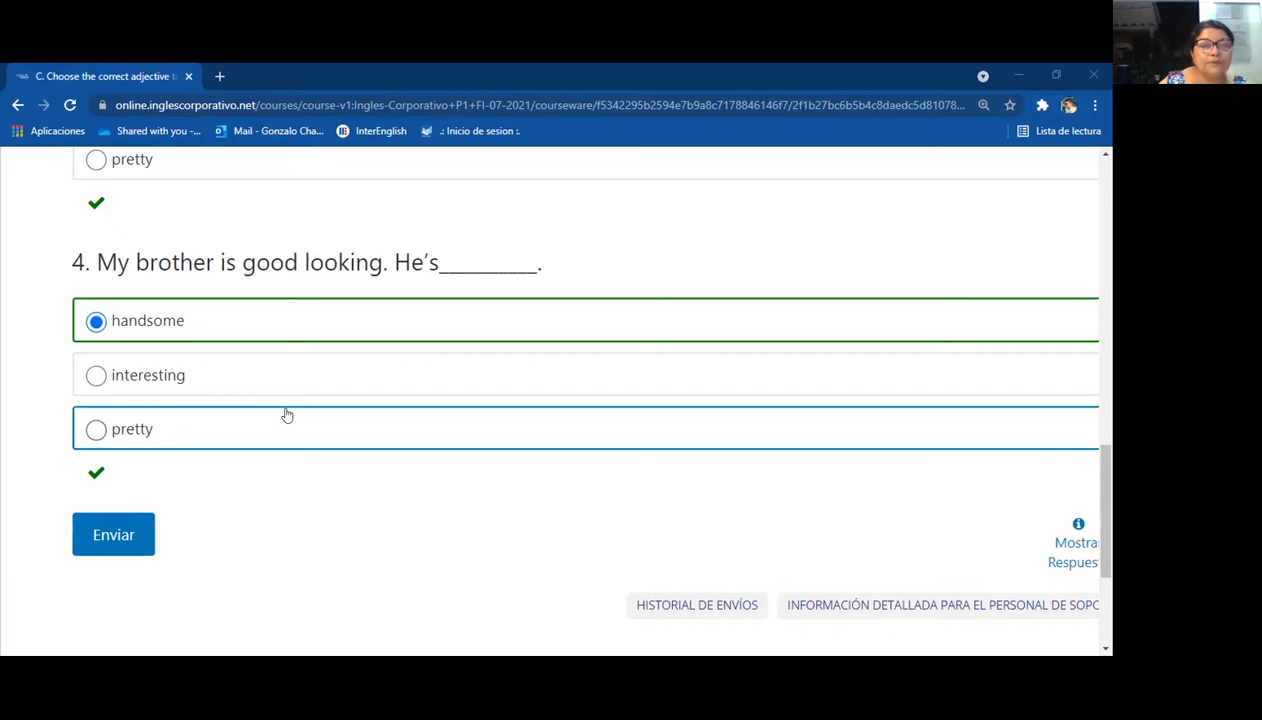 C. Choose the correct adjective t
online.inglescorporativo.net/courses/course-v1:Ingles-Corporativo+P1+FI-07-2021/courseware/f5342295b2594e7b9a8c7178846146f7/2f1b27bc6b5b4c8daedc5d81078...
Aplicaciones Shared with you -... Mail - Gonzalo Cha... InterEnglish .: Inicio de sesion :. Lista de lectura
pretty
4. My brother is good looking. He’s__________.
handsome
interesting
pretty
Enviar
Mostra
Respues
HISTORIAL DE ENVÍOS INFORMACIÓN DETALLADA PARA EL PERSONAL DE SOPO